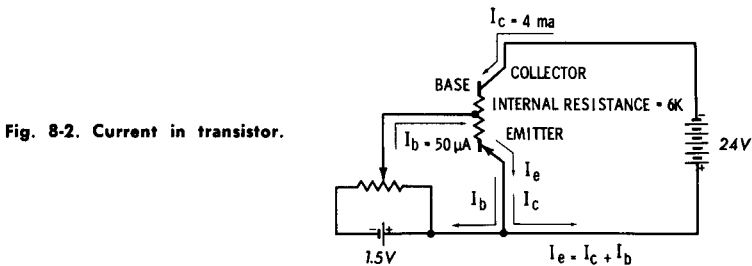 Fig. 8-2. Current in transistor.
Ic = 4 ma
BASE
COLLECTOR
INTERNAL RESISTANCE = 6K
Ib = 50 μA
EMITTER
Ie
Ib
Ic
24V
- +
+
1.5V
Ie = Ic + Ib